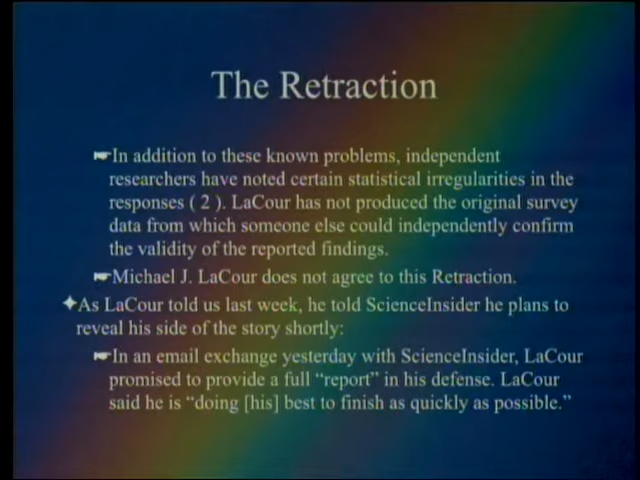 The Retraction
In addition to these known problems, independent
researchers have noted certain statistical irregularities in the
responses ( 2 ). LaCour has not produced the original survey
data from which someone else could independently confirm
the validity of the reported findings.
Michael J. LaCour does not agree to this Retraction.
As LaCour told us last week, he told ScienceInsider he plans to
reveal his side of the story shortly:
In an email exchange yesterday with ScienceInsider, LaCour
promised to provide a full “report” in his defense. LaCour
said he is “doing [his] best to finish as quickly as possible.”